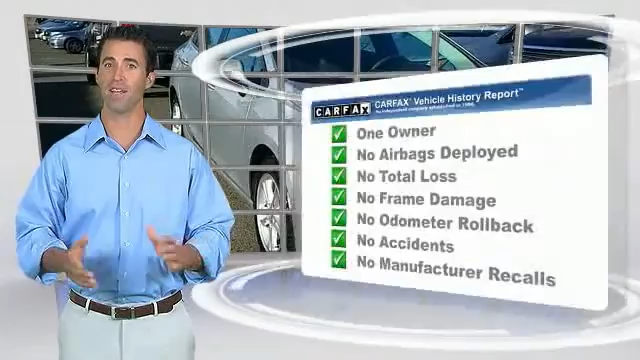 CARFAX CARFAX Vehicle History Report™
One Owner
No Airbags Deployed
No Total Loss
No Frame Damage
No Odometer Rollback
No Accidents
No Manufacturer Recalls